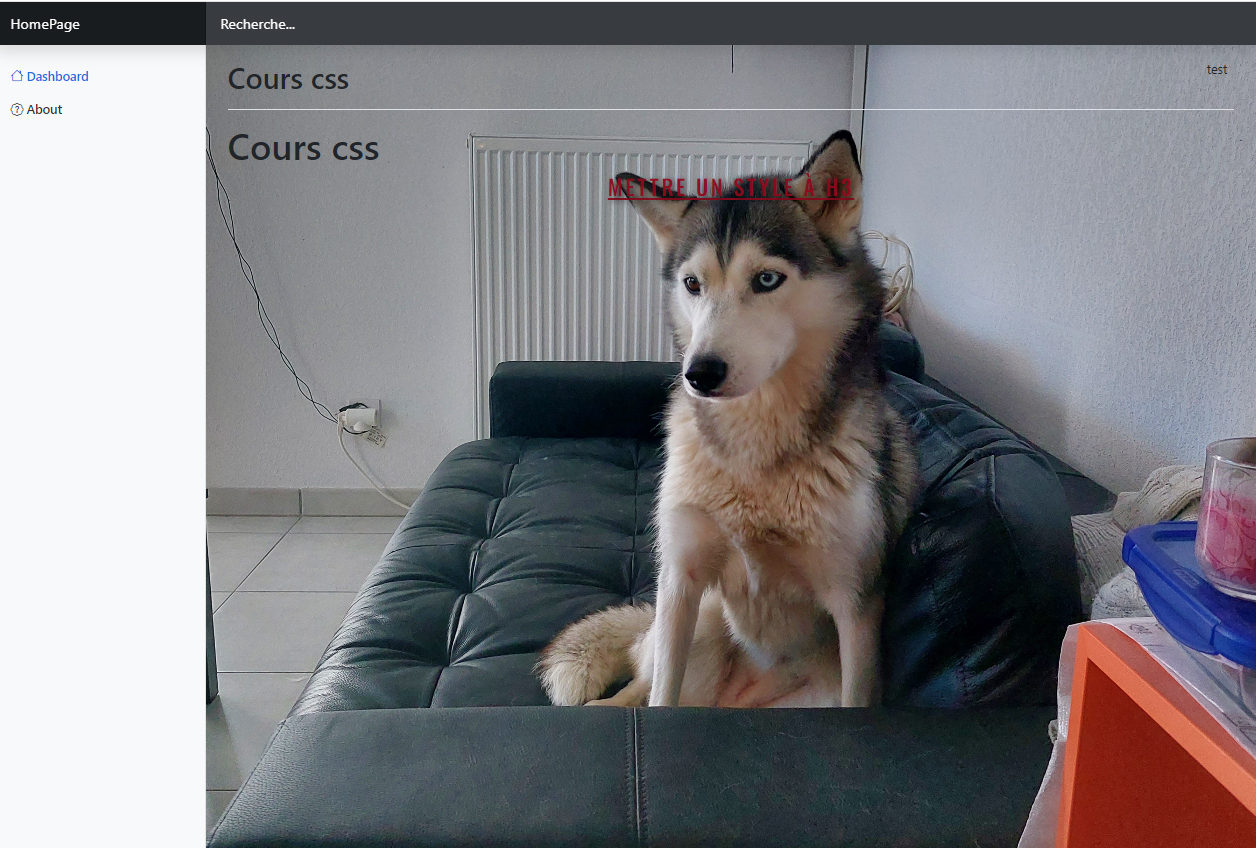 HomePage
Recherche...
Dashboard
About
Cours css
test
Cours css
METTRE UN STYLE À H3